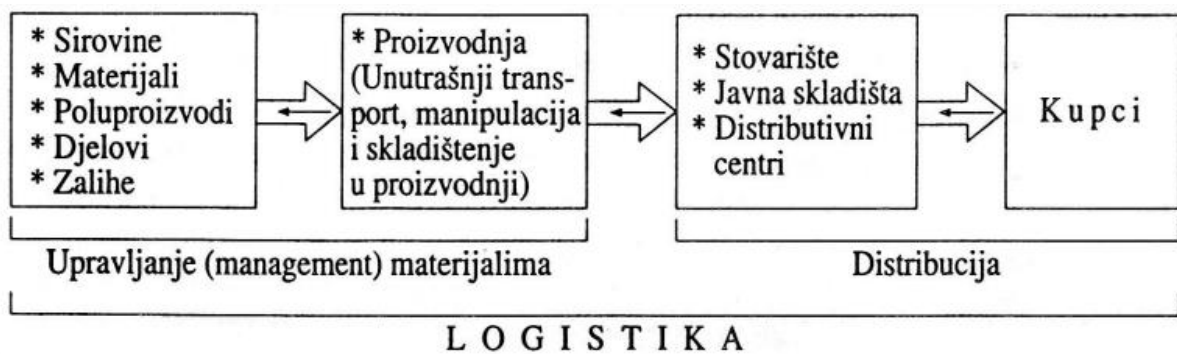 * Sirovine
* Materijali
* Poluproizvodi
* Djelovi
* Zalihe
* Proizvodnja
(Unutrašnji trans-
port, manipulacija
i skladištenje
u proizvodnji)
* Stovarište
* Javna skladišta
* Distributivni
centri
Kupci
Upravljanje (management) materijalima
Distribucija
LOGISTIKA